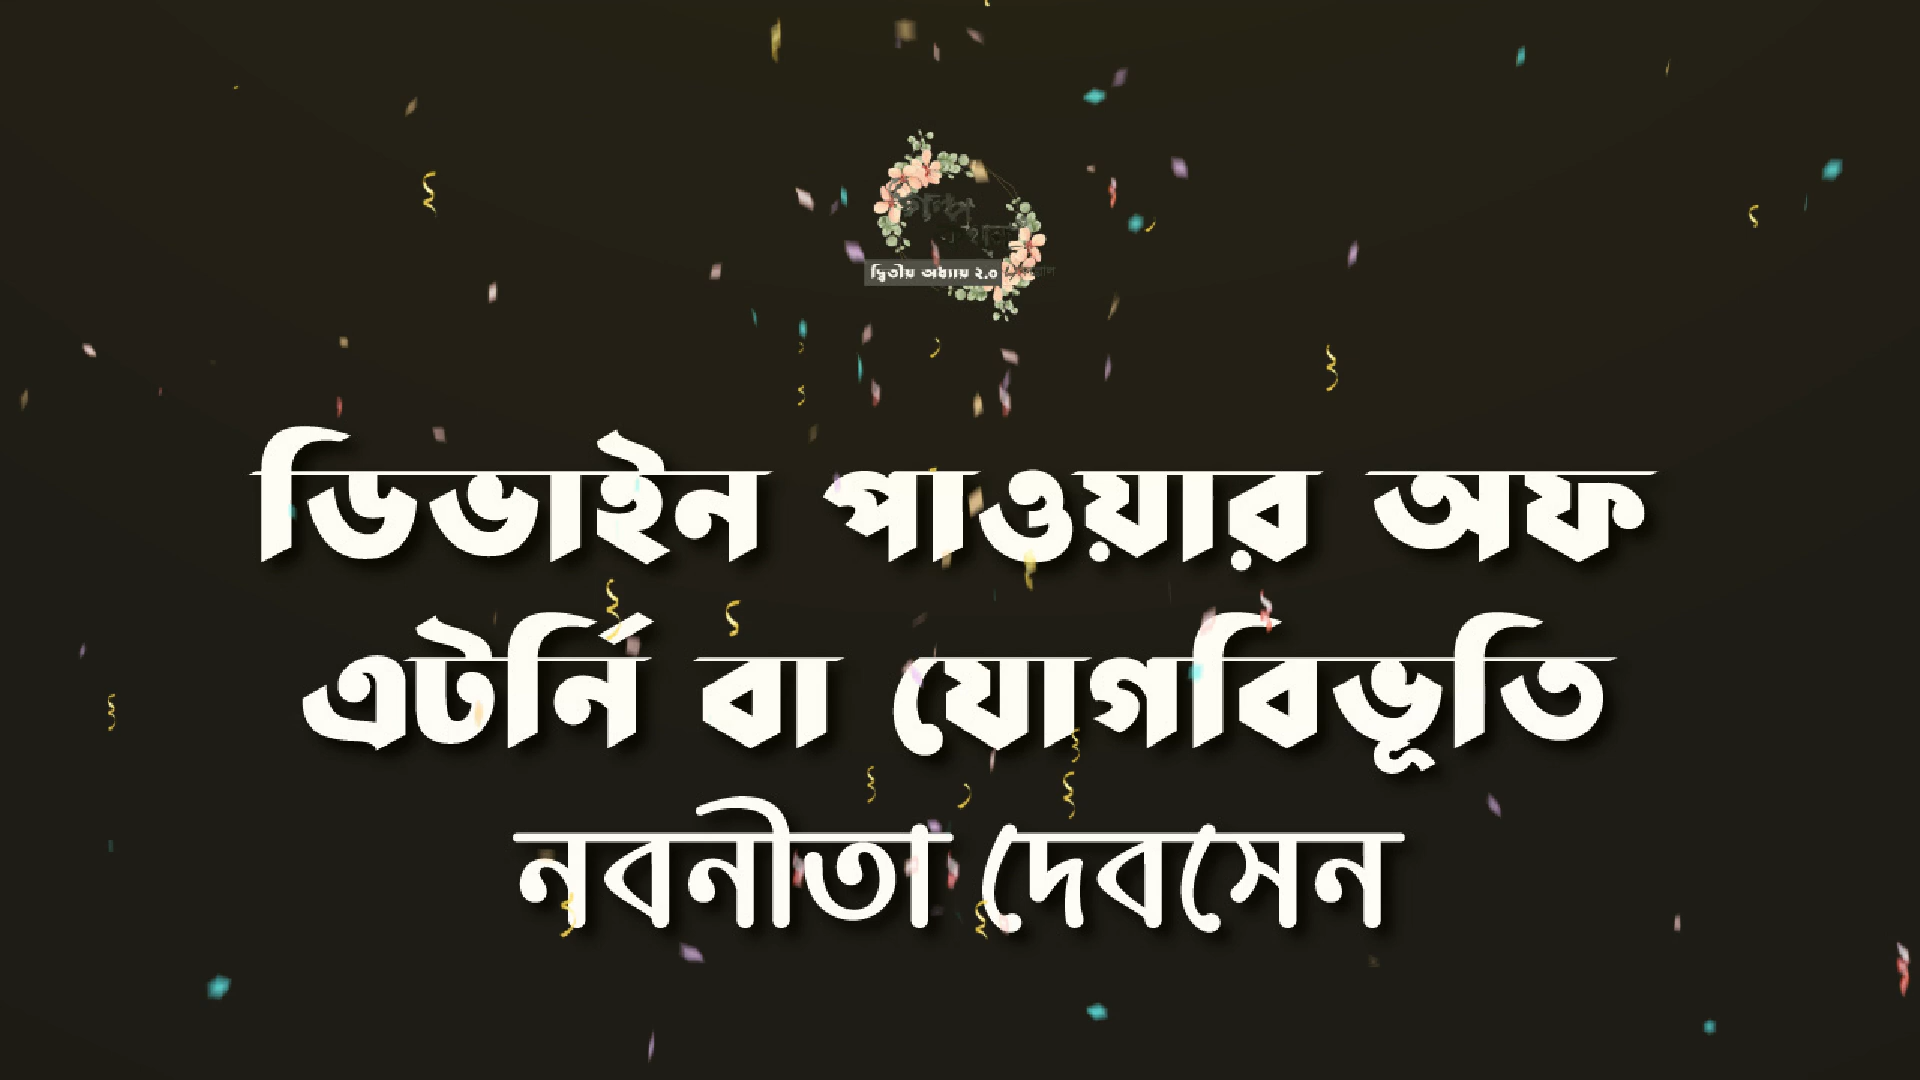 দ্বিতীয় অধ্যায় ২.০
ডিভাইন পাওয়ার অফ
এটর্নি বা যোগবিভূতি
নবনীতা দেবসেন